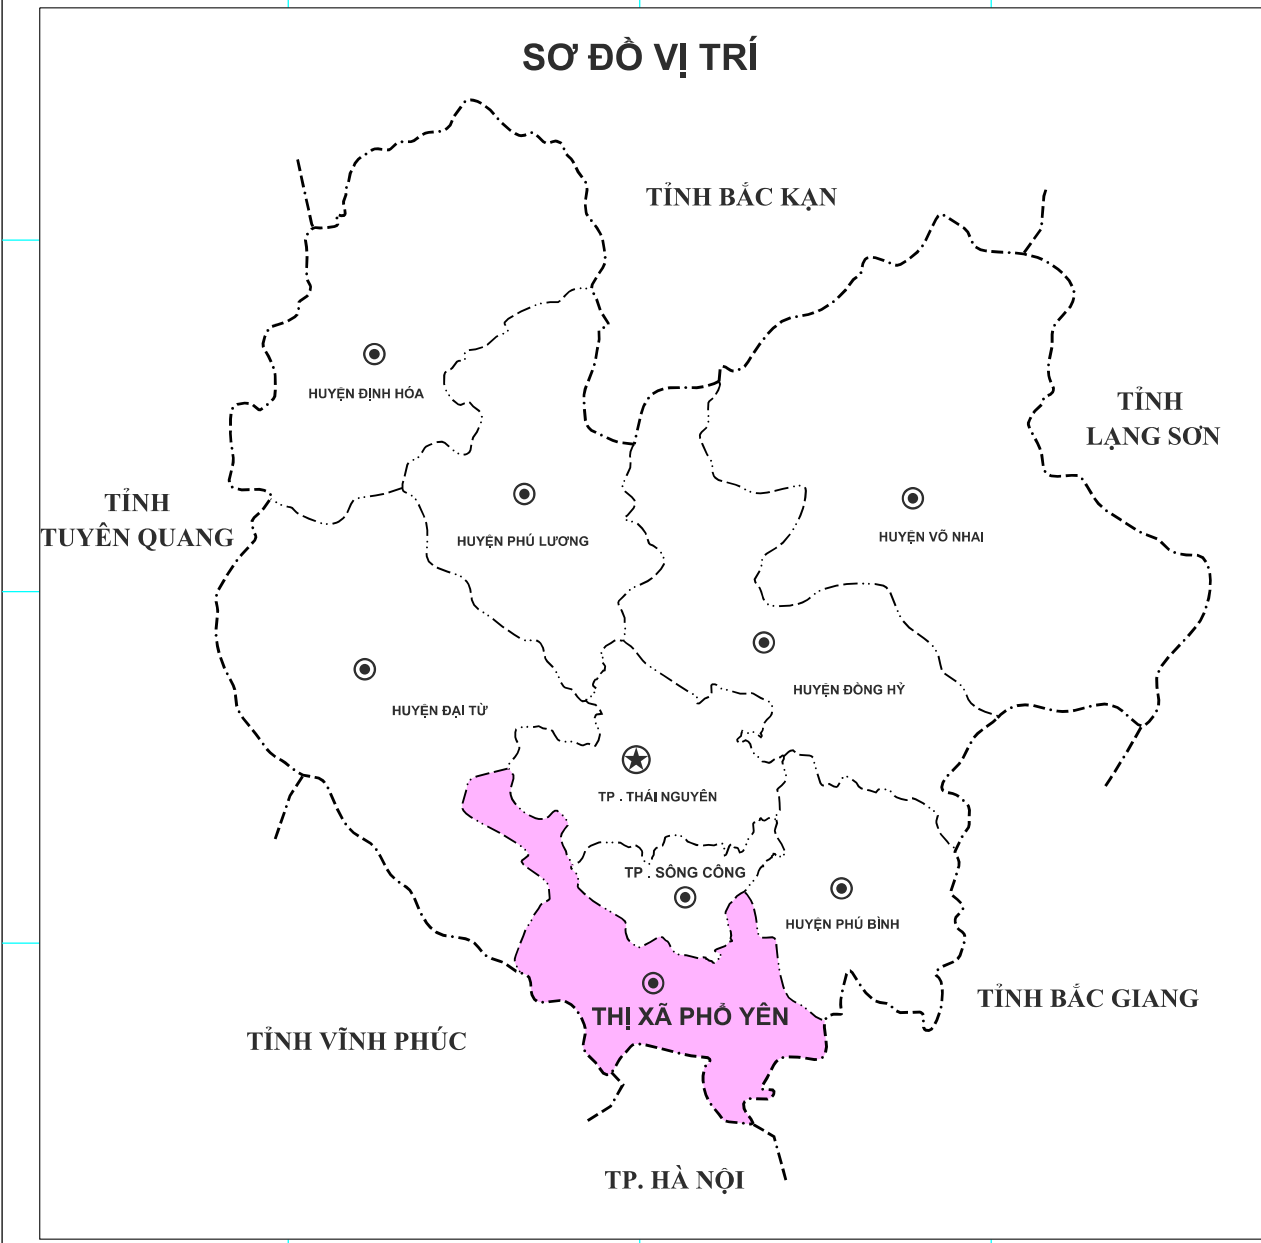 SƠ ĐỒ VỊ TRÍ
TỈNH BẮC KẠN
HUYỆN ĐỊNH HÓA
TỈNH
LẠNG SƠN
TỈNH
TUYÊN QUANG
HUYỆN PHÚ LƯƠNG
HUYỆN VÕ NHAI
HUYỆN ĐỒNG HỶ
HUYỆN ĐẠI TỪ
TP . THÁI NGUYÊN
TP . SÔNG CÔNG
HUYỆN PHÚ BÌNH
TỈNH BẮC GIANG
THỊ XÃ PHỔ YÊN
TỈNH VĨNH PHÚC
TP. HÀ NỘI